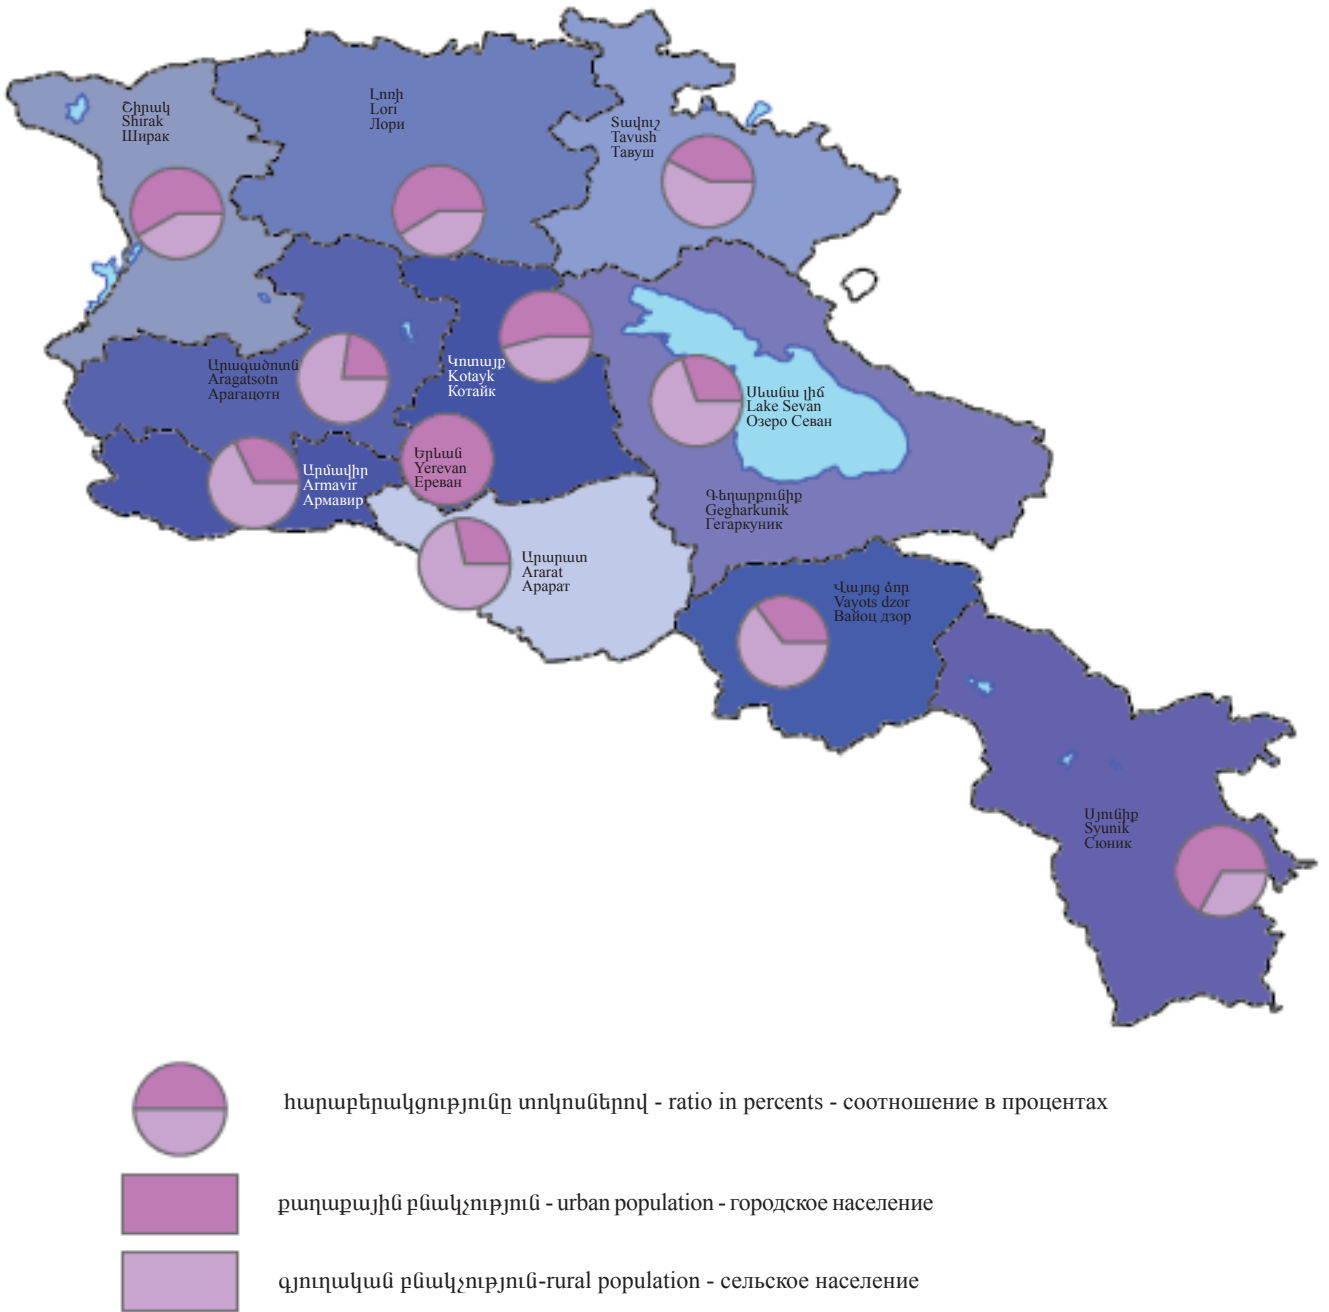 Շիրակ
Shirak
Ширак
Լոռի
Lori
Лори
Տավուշ
Tavush
Тавуш
Արագածոտն
Aragatsotn
Арагацотн
Կոտայք
Kotayk
Котайк
Սևանա լիճ
Lake Sevan
Озеро Севан
Երևան
Yerevan
Ереван
Արմավիր
Armavir
Армавир
Գեղարքունիք
Gegharkunik
Гегаркуник
Արարատ
Ararat
Арарат
Վայոց ձոր
Vayots dzor
Вайоц дзор
Սյունիք
Syunik
Сюник
հարաբերակցությունը տոկոսներով - ratio in percents - соотношение в процентах
քաղաքային բնակչություն - urban population - городское население
գյուղական բնակչություն-rural population - сельское население